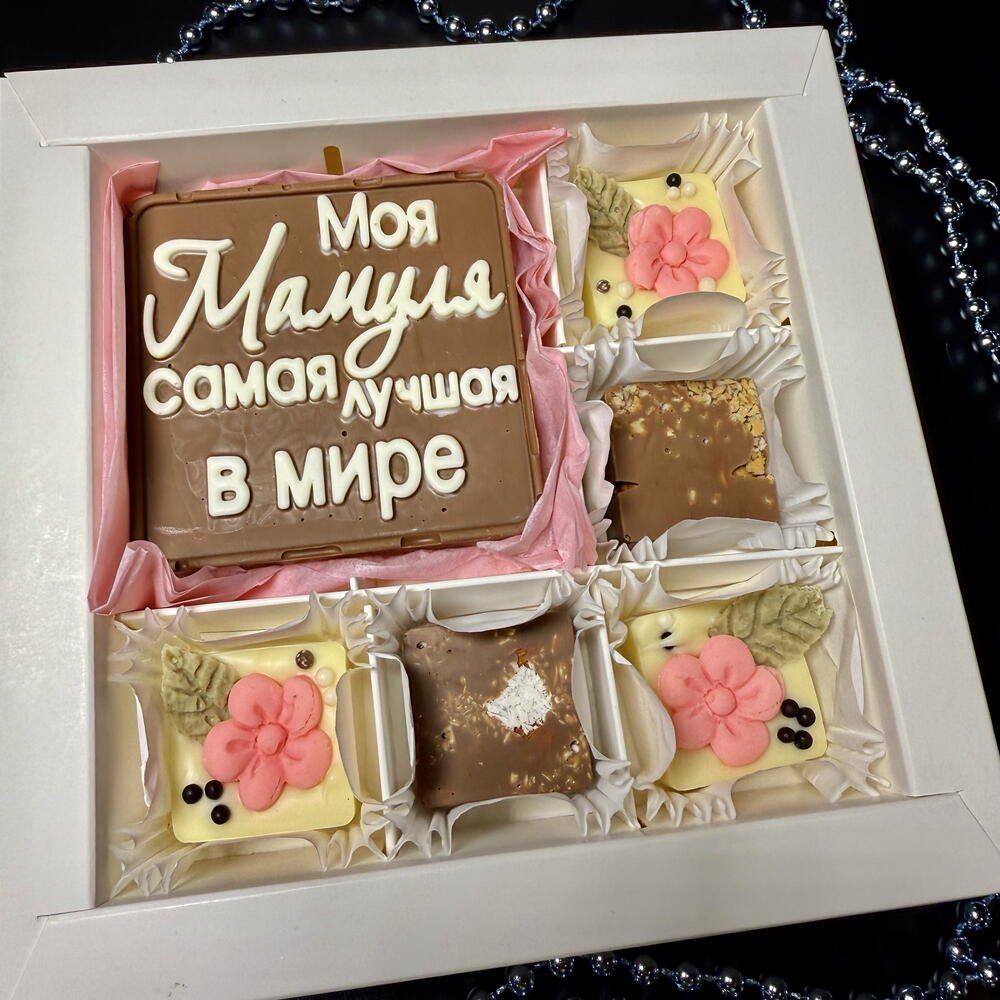 Моя
Мамуля
самая лучшая
в мире